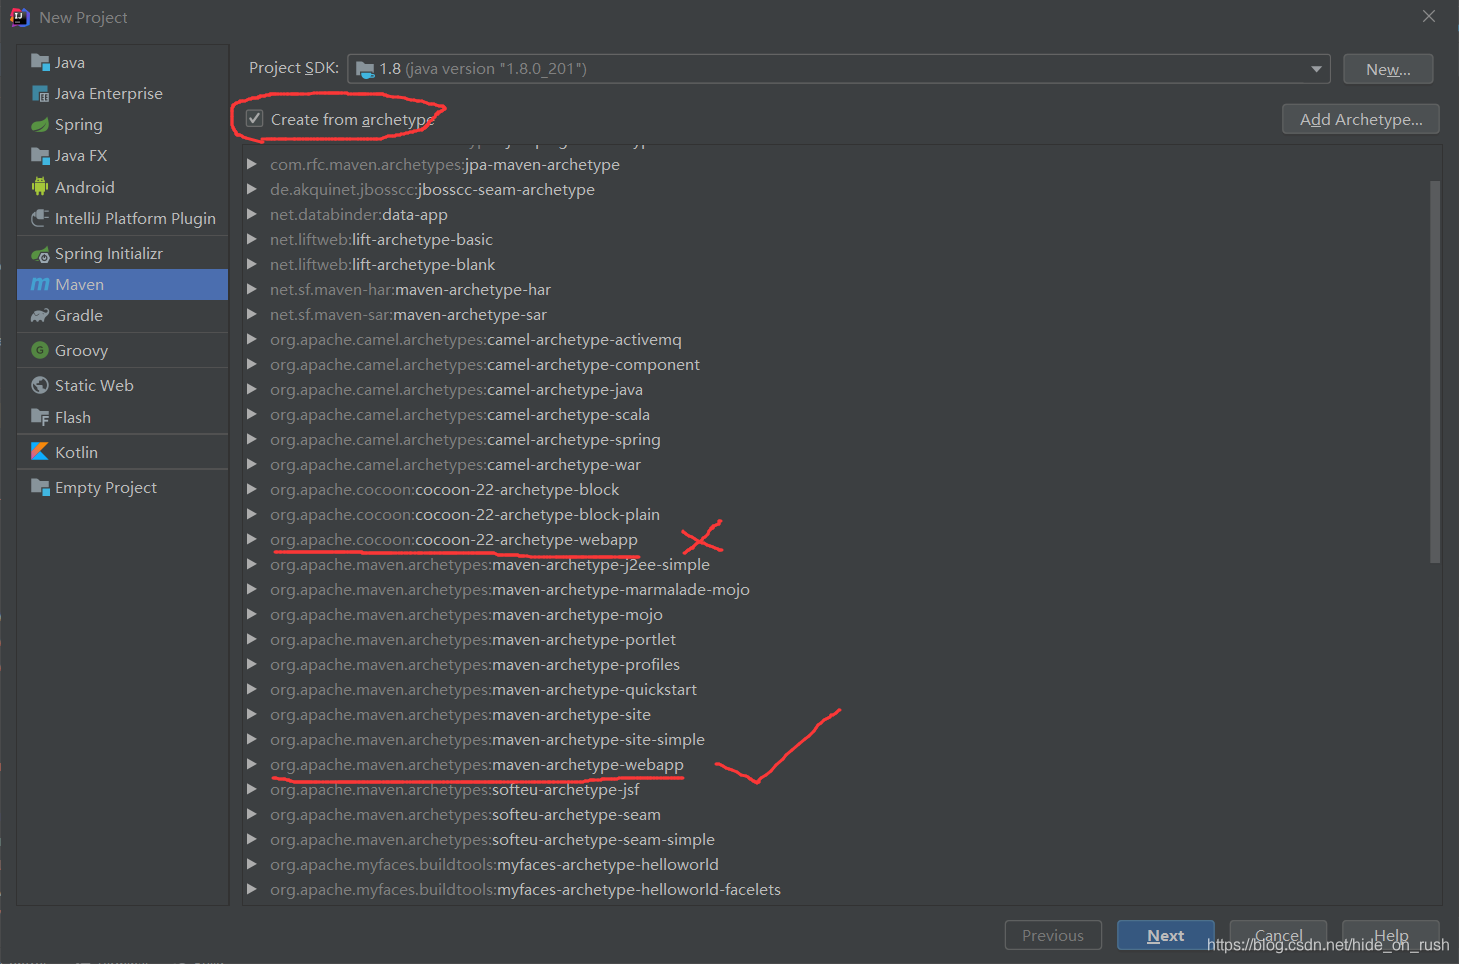 New Project
Java
Java Enterprise
Spring
Java FX
Android
IntelliJ Platform Plugin
Spring Initializr
Maven
Gradle
Groovy
Static Web
Flash
Kotlin
Empty Project
Project SDK: 1.8 (java version "1.8.0_201") New...
Create from archetype Add Archetype...
com.rfc.maven.archetypes:jpa-maven-archetype
de.akquinet.jbosscc:jbosscc-seam-archetype
net.databinder:data-app
net.liftweb:lift-archetype-basic
net.liftweb:lift-archetype-blank
net.sf.maven-har:maven-archetype-har
net.sf.maven-sar:maven-archetype-sar
org.apache.camel.archetypes:camel-archetype-activemq
org.apache.camel.archetypes:camel-archetype-component
org.apache.camel.archetypes:camel-archetype-java
org.apache.camel.archetypes:camel-archetype-scala
org.apache.camel.archetypes:camel-archetype-spring
org.apache.camel.archetypes:camel-archetype-war
org.apache.cocoon:cocoon-22-archetype-block
org.apache.cocoon:cocoon-22-archetype-block-plain
org.apache.cocoon:cocoon-22-archetype-webapp
org.apache.maven.archetypes:maven-archetype-j2ee-simple
org.apache.maven.archetypes:maven-archetype-marmalade-mojo
org.apache.maven.archetypes:maven-archetype-mojo
org.apache.maven.archetypes:maven-archetype-portlet
org.apache.maven.archetypes:maven-archetype-profiles
org.apache.maven.archetypes:maven-archetype-quickstart
org.apache.maven.archetypes:maven-archetype-site
org.apache.maven.archetypes:maven-archetype-site-simple
org.apache.maven.archetypes:maven-archetype-webapp
org.apache.maven.archetypes:softeu-archetype-jsf
org.apache.maven.archetypes:softeu-archetype-seam
org.apache.maven.archetypes:softeu-archetype-seam-simple
org.apache.myfaces.buildtools:myfaces-archetype-helloworld
org.apache.myfaces.buildtools:myfaces-archetype-helloworld-facelets
Previous Next Cancel Help
https://blog.csdn.net/hide_on_rush